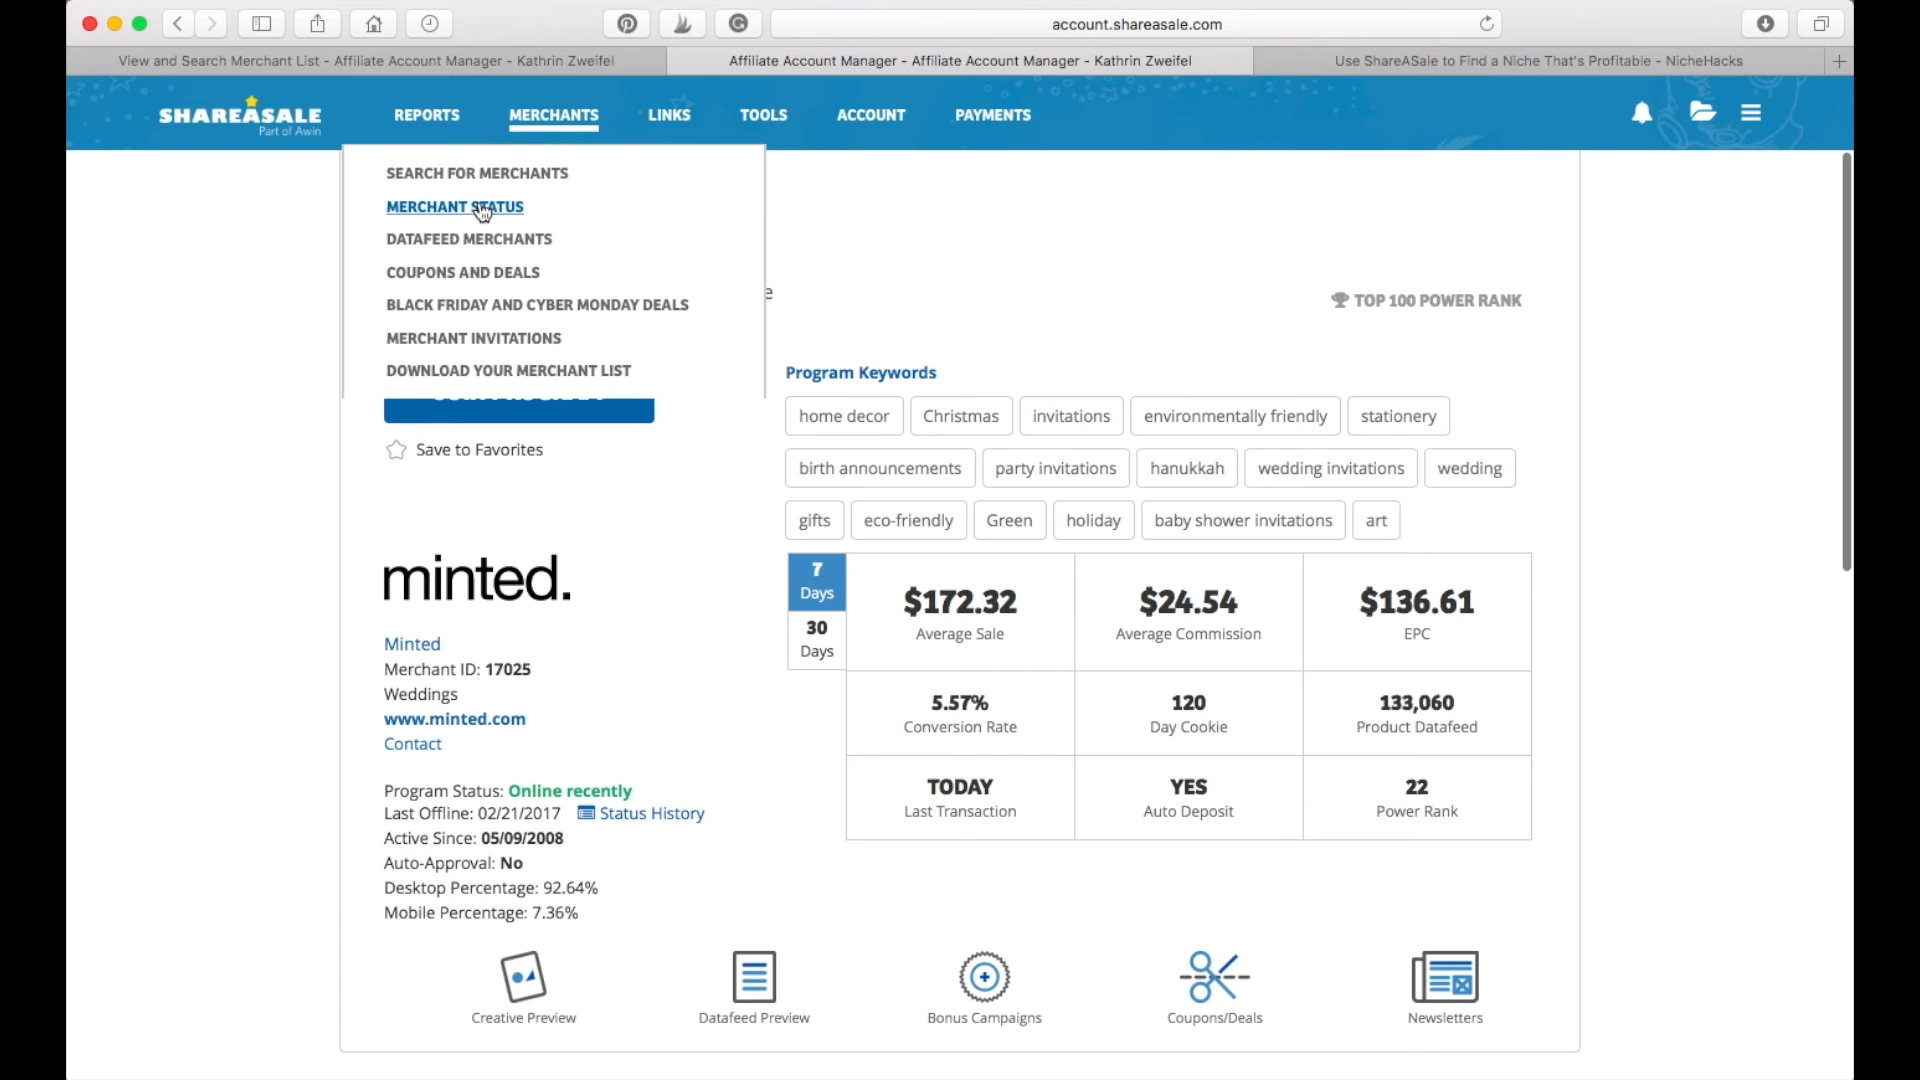 account.shareasale.com
View and Search Merchant List - Affiliate Account Manager - Kathrin Zweifel
Affiliate Account Manager - Affiliate Account Manager - Kathrin Zweifel
Use ShareASale to Find a Niche That's Profitable - NicheHacks
SHAREASALE
Part of Awin
REPORTS
MERCHANTS
LINKS
TOOLS
ACCOUNT
PAYMENTS
SEARCH FOR MERCHANTS
MERCHANT STATUS
DATAFEED MERCHANTS
COUPONS AND DEALS
BLACK FRIDAY AND CYBER MONDAY DEALS
MERCHANT INVITATIONS
DOWNLOAD YOUR MERCHANT LIST
e
TOP 100 POWER RANK
Save to Favorites
Program Keywords
home decor
Christmas
invitations
environmentally friendly
stationery
birth announcements
party invitations
hanukkah
wedding invitations
wedding
gifts
eco-friendly
Green
holiday
baby shower invitations
art
minted.
Minted
Merchant ID: 17025
Weddings
www.minted.com
Contact
Program Status: Online recently
Last Offline: 02/21/2017 Status History
Active Since: 05/09/2008
Auto-Approval: No
Desktop Percentage: 92.64%
Mobile Percentage: 7.36%
7
Days
30
Days
$172.32
Average Sale
$24.54
Average Commission
$136.61
EPC
5.57%
Conversion Rate
120
Day Cookie
133,060
Product Datafeed
TODAY
Last Transaction
YES
Auto Deposit
22
Power Rank
Creative Preview
Datafeed Preview
Bonus Campaigns
Coupons/Deals
Newsletters